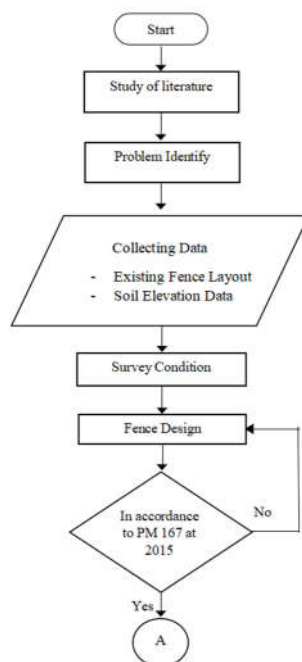 Start
Study of literature
Problem Identify
Collecting Data
- Existing Fence Layout
- Soil Elevation Data
Survey Condition
Fence Design
In accordance
to PM 167 at
2015
No
Yes
A